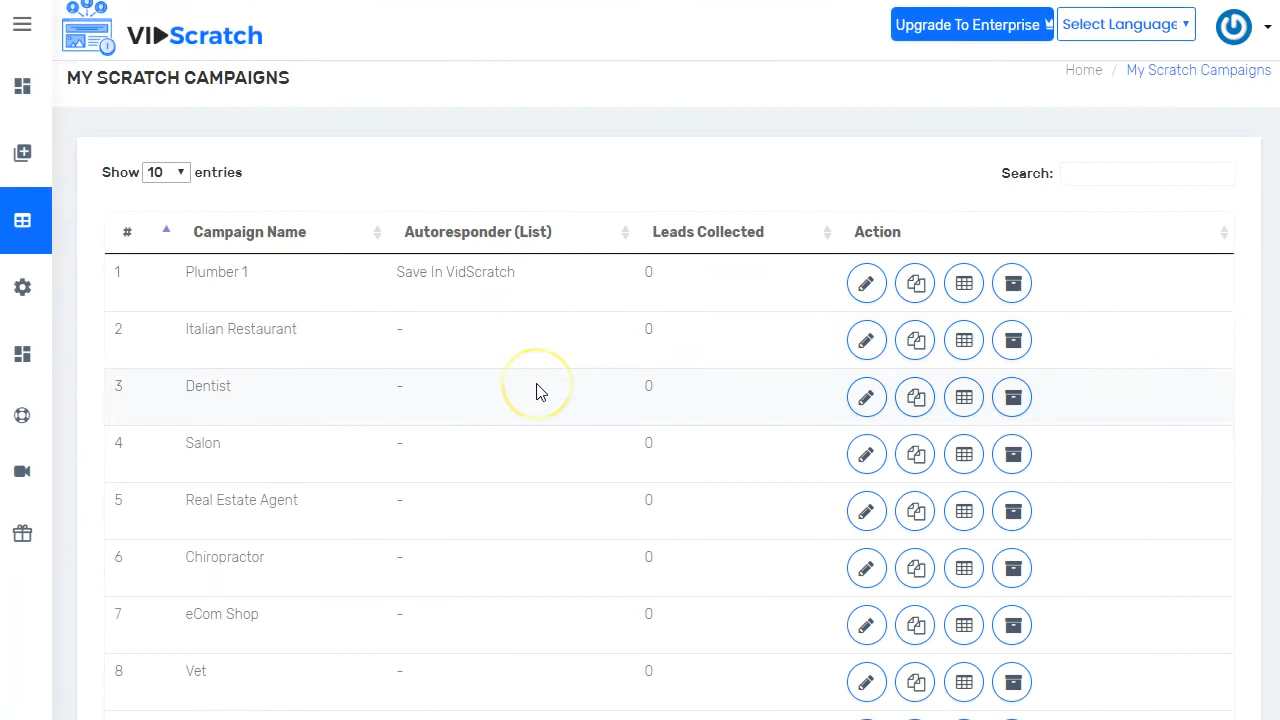 VIDScratch
Upgrade To Enterprise
Select Language
MY SCRATCH CAMPAIGNS
Home / My Scratch Campaigns
Show 10 entries
Search:
# Campaign Name Autoresponder (List) Leads Collected Action
1 Plumber 1 Save In VidScratch 0
2 Italian Restaurant - 0
3 Dentist - 0
4 Salon - 0
5 Real Estate Agent - 0
6 Chiropractor - 0
7 eCom Shop - 0
8 Vet - 0